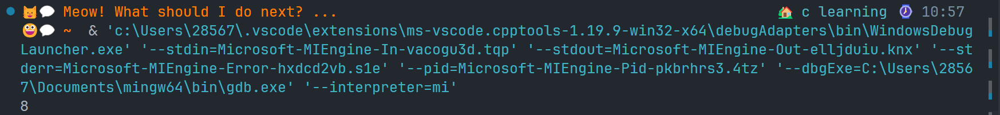 Meow! What should I do next? ... c learning 10:57
~ & 'c:\Users\28567\.vscode\extensions\ms-vscode.cpptools-1.19.9-win32-x64\debugAdapters\bin\WindowsDebug
Launcher.exe' '--stdin=Microsoft-MIEngine-In-vacogu3d.tqp' '--stdout=Microsoft-MIEngine-Out-elljduiu.knx' '--st
derr=Microsoft-MIEngine-Error-hxdcd2vb.s1e' '--pid=Microsoft-MIEngine-Pid-pkbrhrs3.4tz' '--dbgExe=C:\Users\2856
7\Documents\mingw64\bin\gdb.exe' '--interpreter=mi'
8